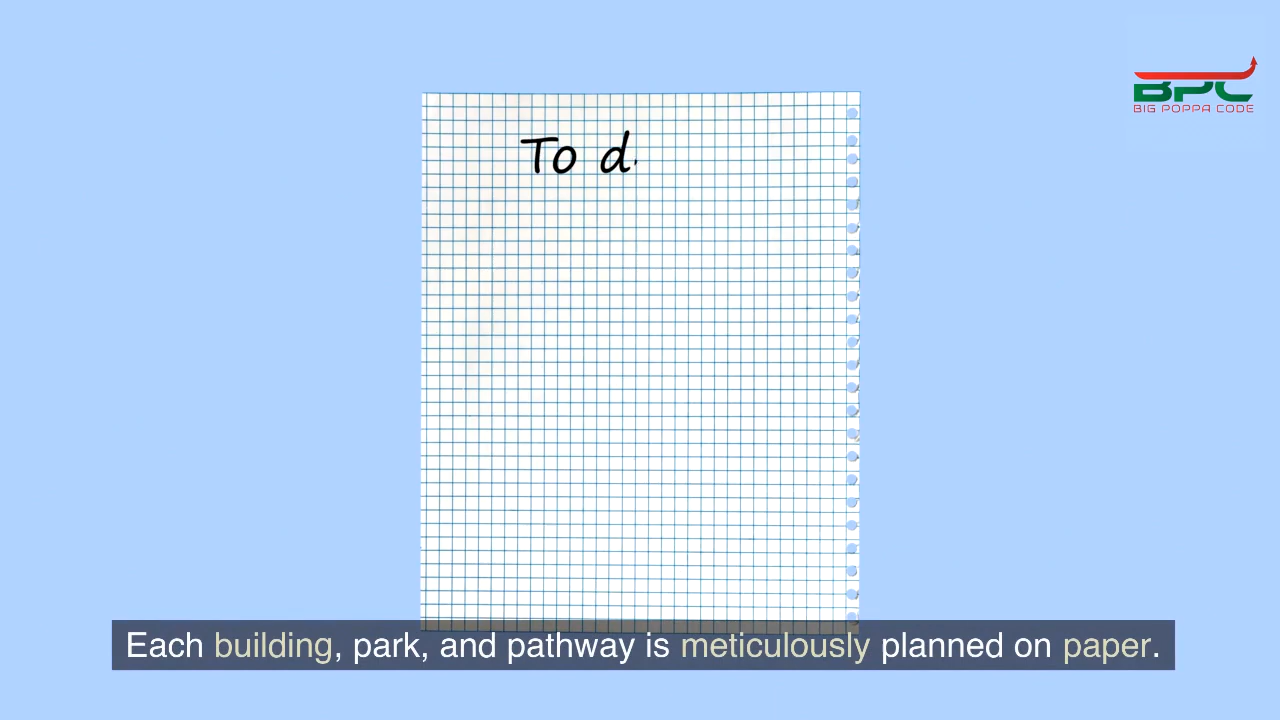 BPC
BIG POPPA CODE
To d
Each building, park, and pathway is meticulously planned on paper.